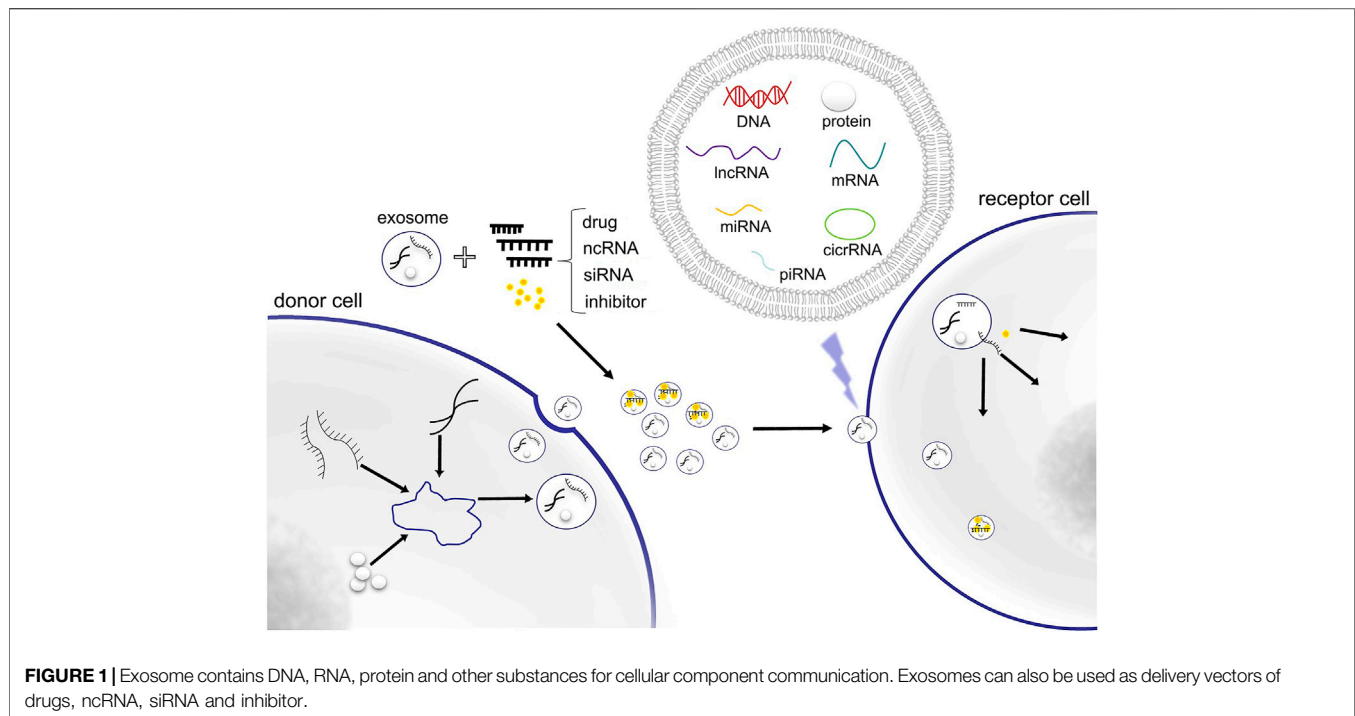 DNA
protein
lncRNA
mRNA
miRNA
cicrRNA
piRNA
receptor cell
exosome
drug
ncRNA
siRNA
inhibitor
donor cell
FIGURE 1 | Exosome contains DNA, RNA, protein and other substances for cellular component communication. Exosomes can also be used as delivery vectors of
drugs, ncRNA, siRNA and inhibitor.